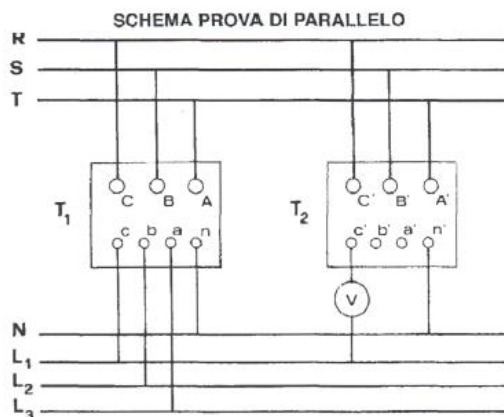 SCHEMA PROVA DI PARALLELO
R
S
T
C B A
C' B' A'
T1
c b a n
T2
c' b' a' n'
V
N
L1
L2
L3